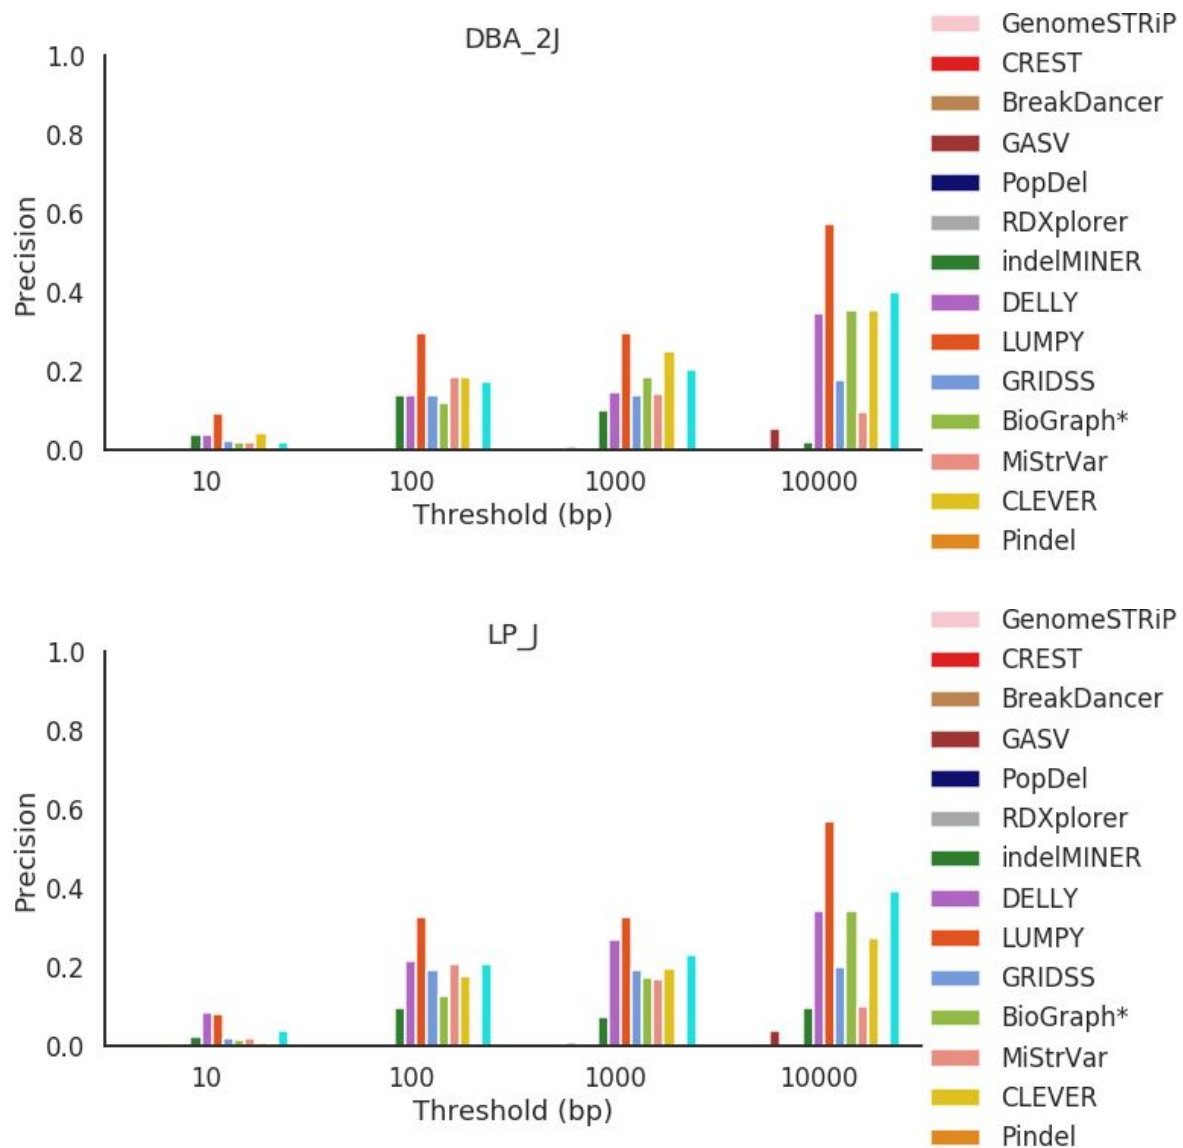 DBA_2J
1.0
0.8
0.6
0.4
0.2
0.0
Precision
10
100
1000
10000
Threshold (bp)
GenomeSTRiP
CREST
BreakDancer
GASV
PopDel
RDXplorer
indelMINER
DELLY
LUMPY
GRIDSS
BioGraph*
MiStrVar
CLEVER
Pindel
LP_J
1.0
0.8
0.6
0.4
0.2
0.0
Precision
10
100
1000
10000
Threshold (bp)
GenomeSTRiP
CREST
BreakDancer
GASV
PopDel
RDXplorer
indelMINER
DELLY
LUMPY
GRIDSS
BioGraph*
MiStrVar
CLEVER
Pindel